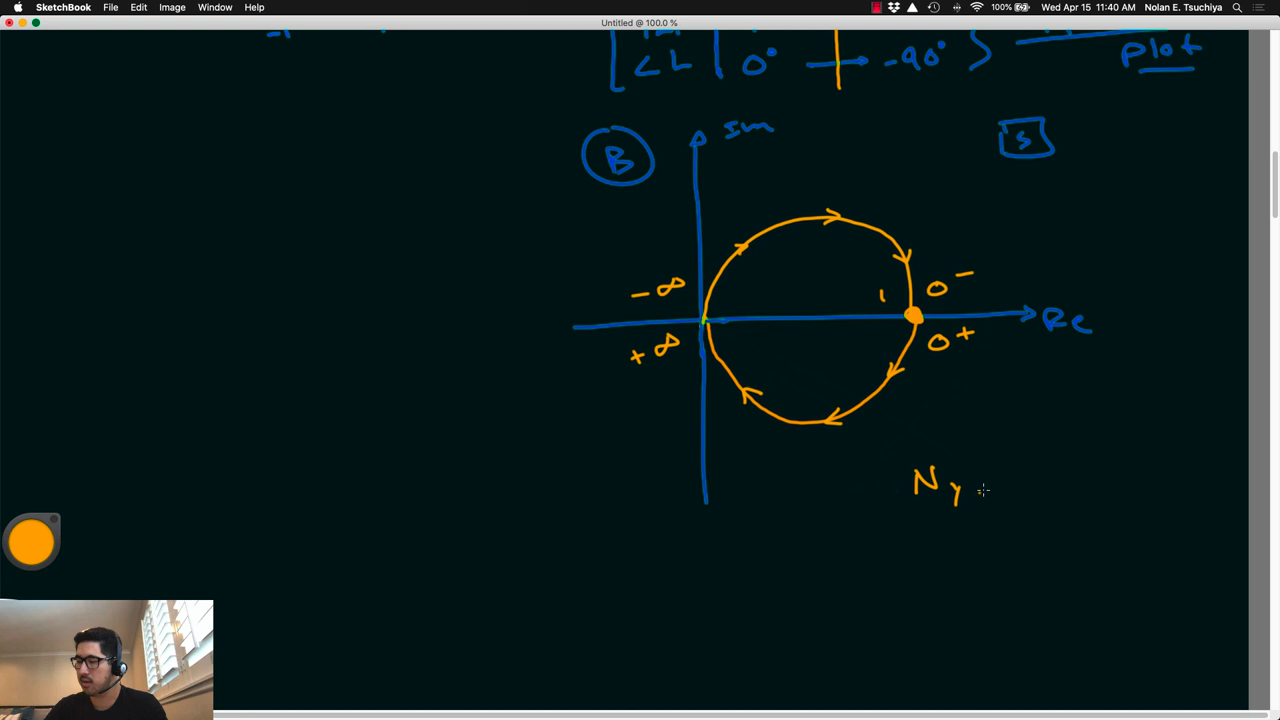 SketchBook File Edit Image Window Help 100% Wed Apr 15 11:40 AM Nolan E. Tsuchiya
Untitled @ 100.0 %
∠L 0° → -90° plot
B Im S
-∞ 1 0⁻
Re
+∞ 0⁺
Ny